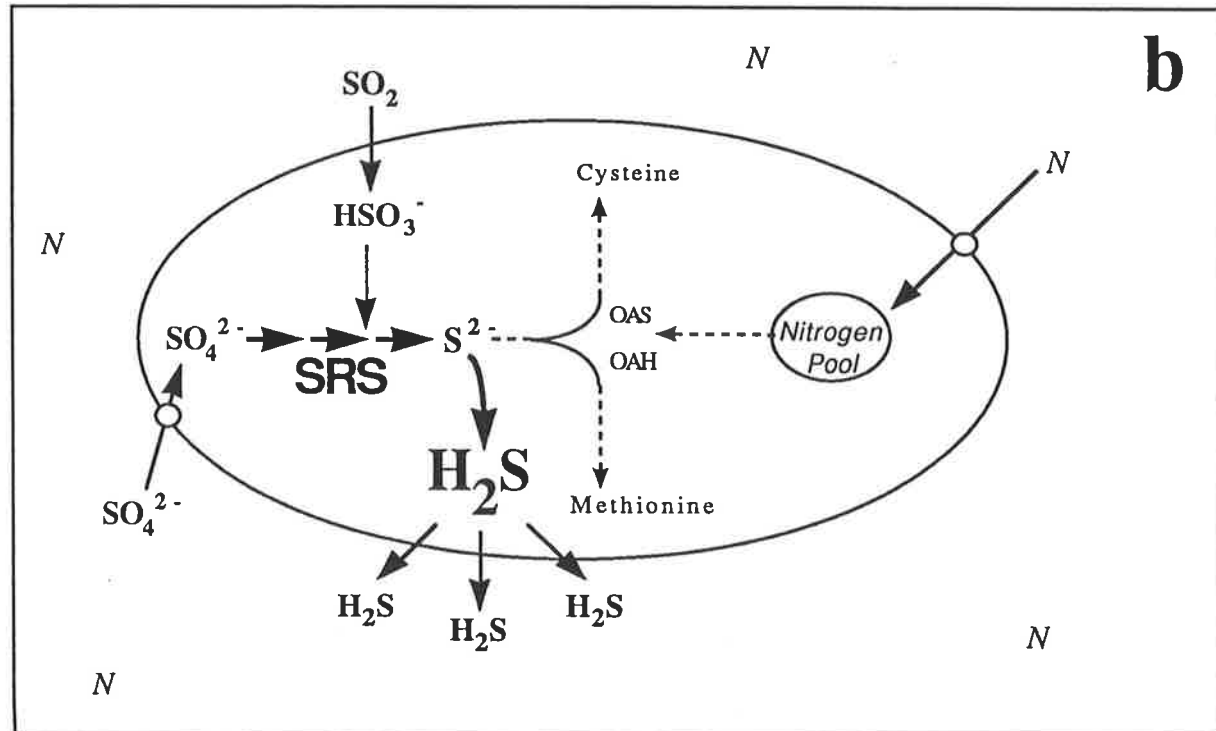 b
N
SO₂
Cysteine
N
HSO₃⁻
N
OAS
SO₄²⁻
S²⁻
Nitrogen
Pool
OAH
SRS
H₂S
Methionine
SO₄²⁻
H₂S
H₂S
H₂S
N
N